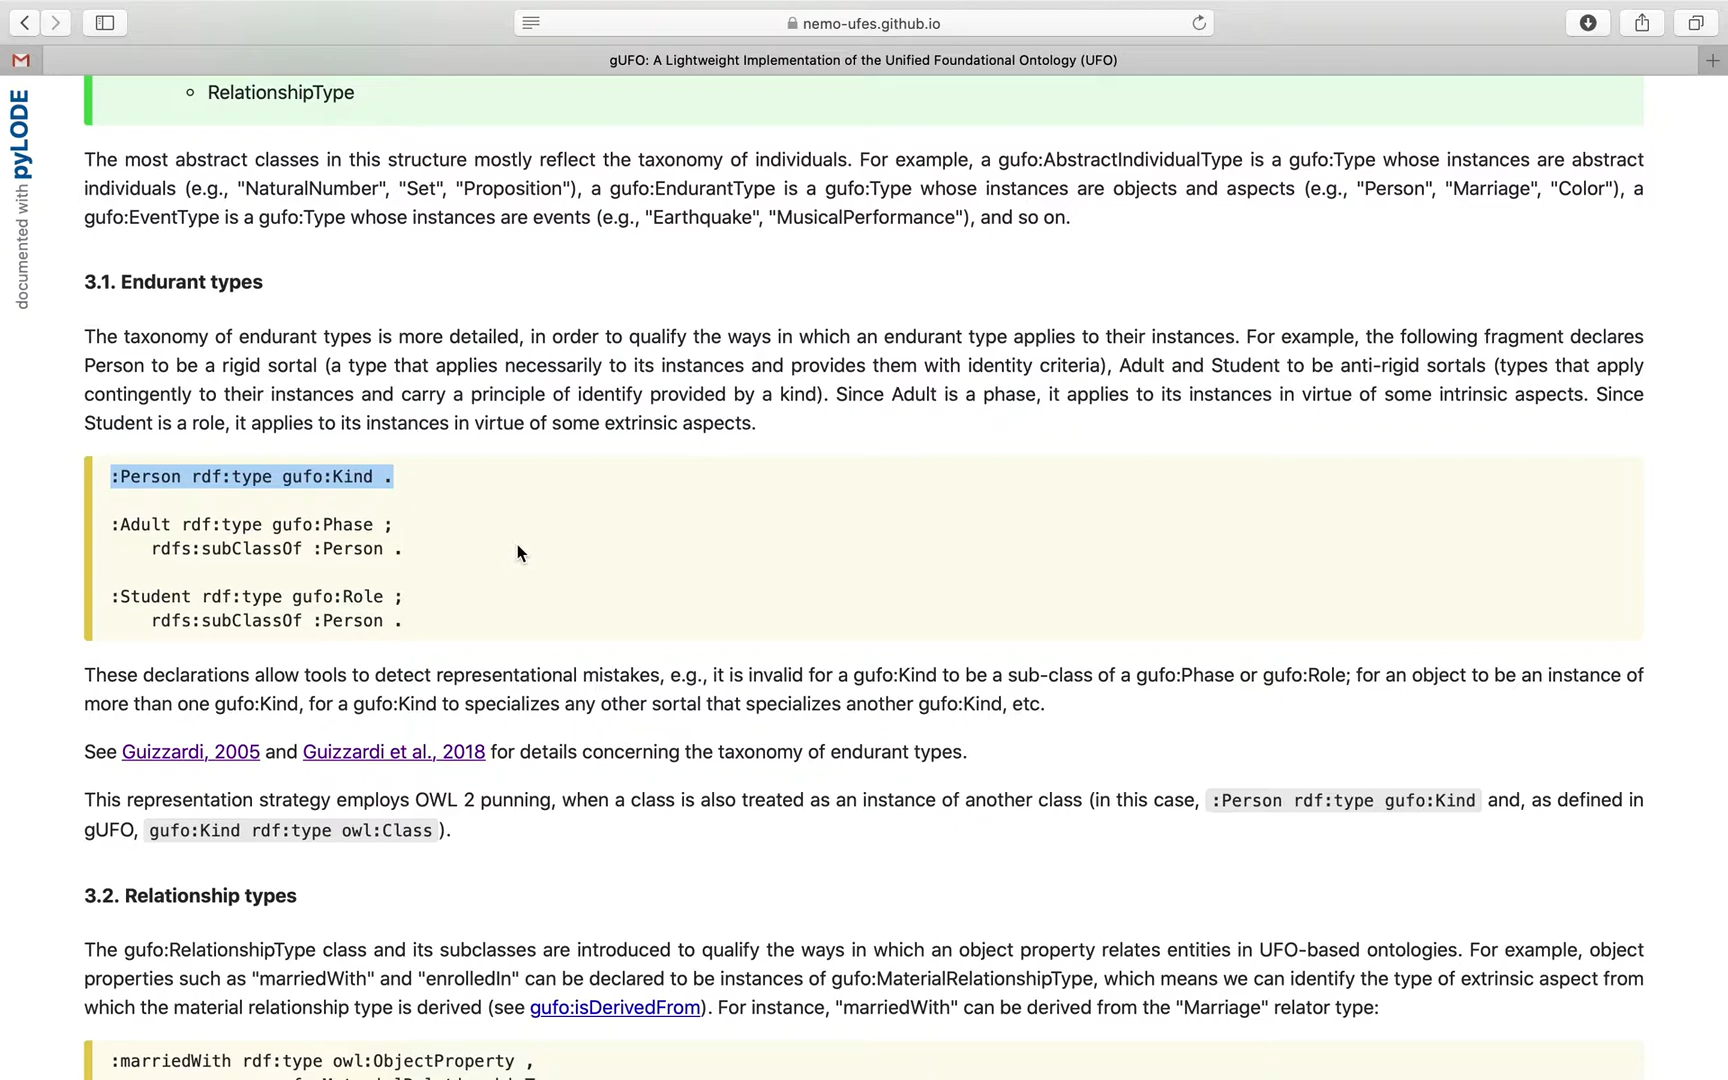 nemo-ufes.github.io
gUFO: A Lightweight Implementation of the Unified Foundational Ontology (UFO)
documented with pyLODE
RelationshipType
The most abstract classes in this structure mostly reflect the taxonomy of individuals. For example, a gufo:AbstractIndividualType is a gufo:Type whose instances are abstract
individuals (e.g., "NaturalNumber", "Set", "Proposition"), a gufo:EndurantType is a gufo:Type whose instances are objects and aspects (e.g., "Person", "Marriage", "Color"), a
gufo:EventType is a gufo:Type whose instances are events (e.g., "Earthquake", "MusicalPerformance"), and so on.
3.1. Endurant types
The taxonomy of endurant types is more detailed, in order to qualify the ways in which an endurant type applies to their instances. For example, the following fragment declares
Person to be a rigid sortal (a type that applies necessarily to its instances and provides them with identity criteria), Adult and Student to be anti-rigid sortals (types that apply
contingently to their instances and carry a principle of identify provided by a kind). Since Adult is a phase, it applies to its instances in virtue of some intrinsic aspects. Since
Student is a role, it applies to its instances in virtue of some extrinsic aspects.
:Person rdf:type gufo:Kind .
:Adult rdf:type gufo:Phase ;
rdfs:subClassOf :Person .
:Student rdf:type gufo:Role ;
rdfs:subClassOf :Person .
These declarations allow tools to detect representational mistakes, e.g., it is invalid for a gufo:Kind to be a sub-class of a gufo:Phase or gufo:Role; for an object to be an instance of
more than one gufo:Kind, for a gufo:Kind to specializes any other sortal that specializes another gufo:Kind, etc.
See Guizzardi, 2005 and Guizzardi et al., 2018 for details concerning the taxonomy of endurant types.
This representation strategy employs OWL 2 punning, when a class is also treated as an instance of another class (in this case, :Person rdf:type gufo:Kind and, as defined in
gUFO, gufo:Kind rdf:type owl:Class ).
3.2. Relationship types
The gufo:RelationshipType class and its subclasses are introduced to qualify the ways in which an object property relates entities in UFO-based ontologies. For example, object
properties such as "marriedWith" and "enrolledIn" can be declared to be instances of gufo:MaterialRelationshipType, which means we can identify the type of extrinsic aspect from
which the material relationship type is derived (see gufo:isDerivedFrom). For instance, "marriedWith" can be derived from the "Marriage" relator type:
:marriedWith rdf:type owl:ObjectProperty ,